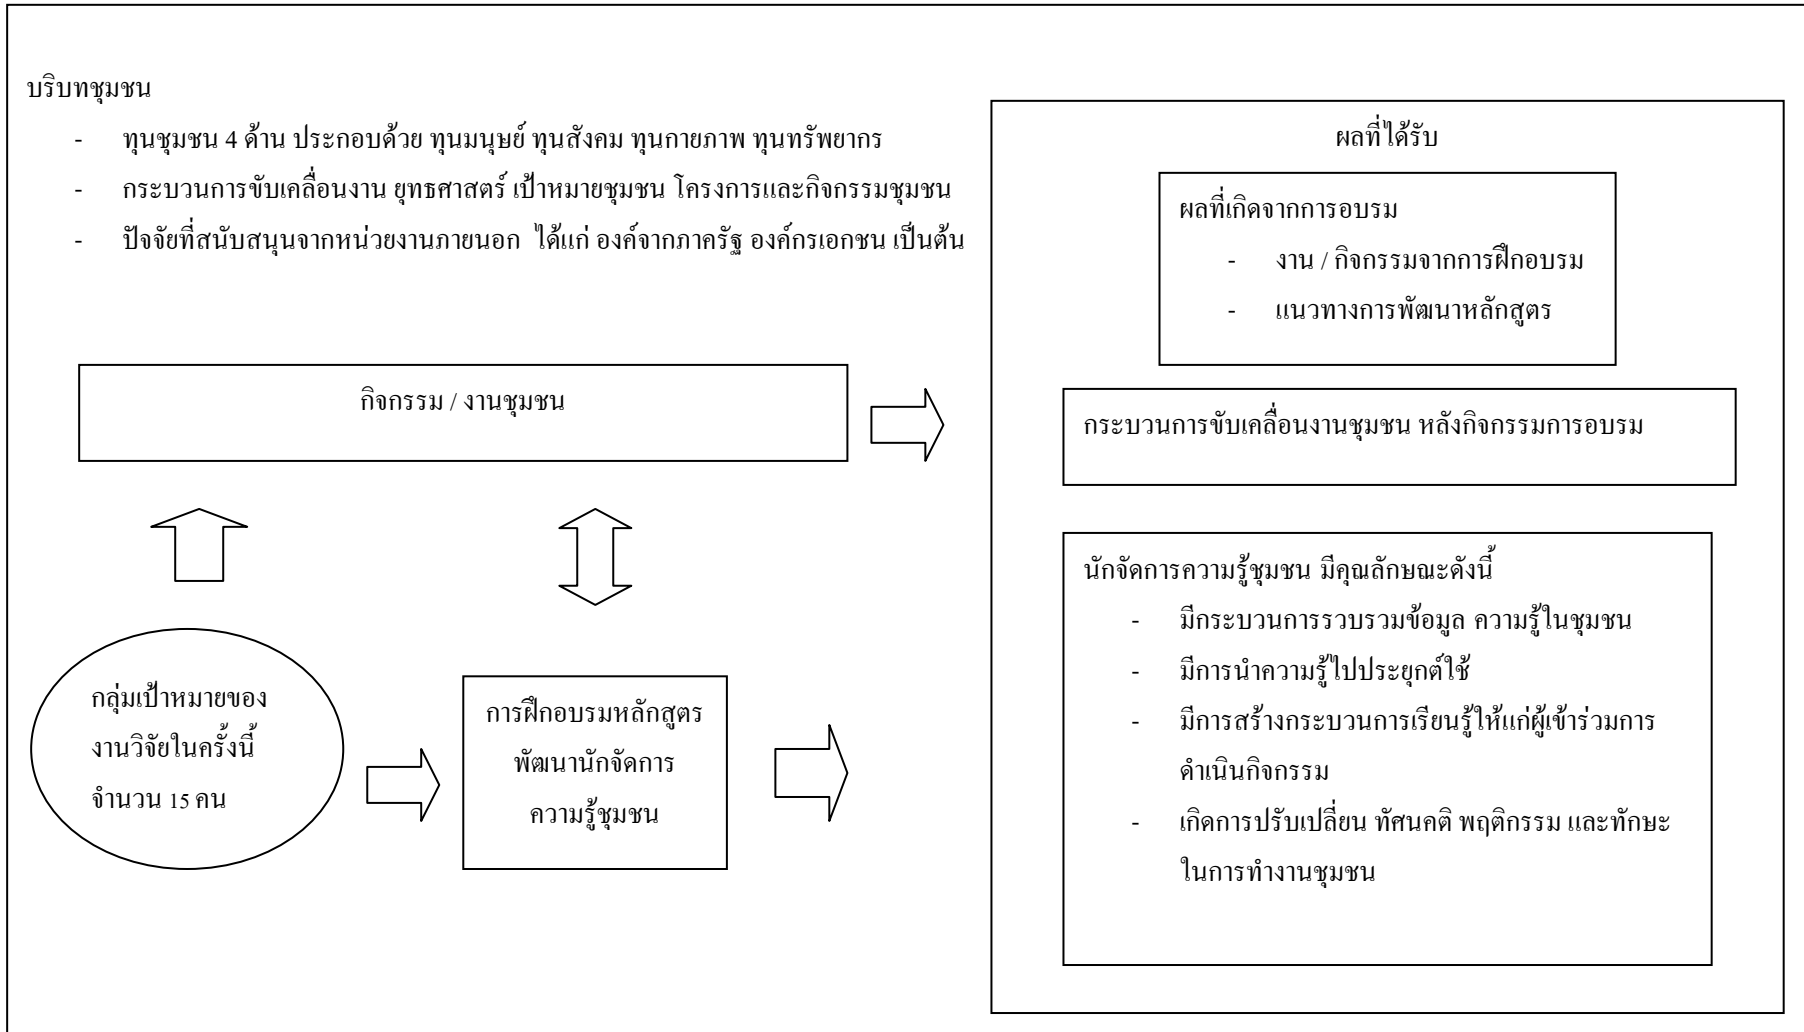 บริบทชุมชน
- ทุนชุมชน 4 ด้าน ประกอบด้วย ทุนมนุษย์ ทุนสังคม ทุนกายภาพ ทุนทรัพยากร
- กระบวนการขับเคลื่อนงาน ยุทธศาสตร์ เป้าหมายชุมชน โครงการและกิจกรรมชุมชน
- ปัจจัยที่สนับสนุนจากหน่วยงานภายนอก ได้แก่ องค์จากภาครัฐ องค์กรเอกชน เป็นต้น
กิจกรรม / งานชุมชน
กลุ่มเป้าหมายของ
งานวิจัยในครั้งนี้
จำนวน 15 คน
การฝึกอบรมหลักสูตร
พัฒนานักจัดการ
ความรู้ชุมชน
ผลที่ได้รับ
ผลที่เกิดจากการอบรม
- งาน / กิจกรรมจากการฝึกอบรม
- แนวทางการพัฒนาหลักสูตร
กระบวนการขับเคลื่อนงานชุมชน หลังกิจกรรมการอบรม
นักจัดการความรู้ชุมชน มีคุณลักษณะดังนี้
- มีกระบวนการรวบรวมข้อมูล ความรู้ในชุมชน
- มีการนำความรู้ไปประยุกต์ใช้
- มีการสร้างกระบวนการเรียนรู้ให้แก่ผู้เข้าร่วมการ
ดำเนินกิจกรรม
- เกิดการปรับเปลี่ยน ทัศนคติ พฤติกรรม และทักษะ
ในการทำงานชุมชน